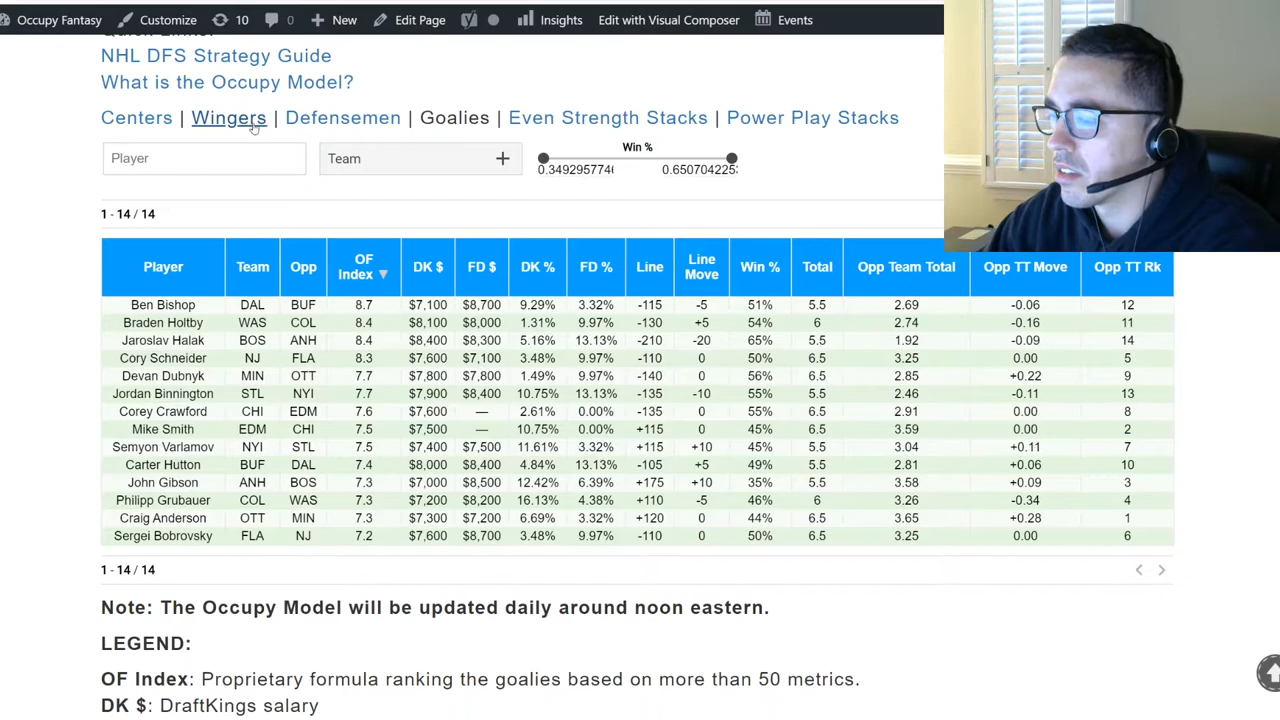 Occupy Fantasy Customize 10 0 New Edit Page Insights Edit with Visual Composer Events
NHL DFS Strategy Guide
What is the Occupy Model?
Centers | Wingers | Defensemen | Goalies | Even Strength Stacks | Power Play Stacks
Player Team + Win %
0.349295774 0.650704225
1 - 14 / 14
Player Team Opp OF Index DK $ FD $ DK % FD % Line Line Move Win % Total Opp Team Total Opp TT Move Opp TT Rk
Ben Bishop DAL BUF 8.7 $7,100 $8,700 9.29% 3.32% -115 -5 51% 5.5 2.69 -0.06 12
Braden Holtby WAS COL 8.4 $8,100 $8,000 1.31% 9.97% -130 +5 54% 6 2.74 -0.16 11
Jaroslav Halak BOS ANH 8.4 $8,400 $8,300 5.16% 13.13% -210 -20 65% 5.5 1.92 -0.09 14
Cory Schneider NJ FLA 8.3 $7,600 $7,100 3.48% 9.97% -110 0 50% 6.5 3.25 0.00 5
Devan Dubnyk MIN OTT 7.7 $7,800 $7,800 1.49% 9.97% -140 0 56% 6.5 2.85 +0.22 9
Jordan Binnington STL NYI 7.7 $7,900 $8,400 10.75% 13.13% -135 -10 55% 5.5 2.46 -0.11 13
Corey Crawford CHI EDM 7.6 $7,600 — 2.61% 0.00% -135 0 55% 6.5 2.91 0.00 8
Mike Smith EDM CHI 7.5 $7,500 — 10.75% 0.00% +115 0 45% 6.5 3.59 0.00 2
Semyon Varlamov NYI STL 7.5 $7,400 $7,500 11.61% 3.32% +115 +10 45% 5.5 3.04 +0.11 7
Carter Hutton BUF DAL 7.4 $8,000 $8,400 4.84% 13.13% -105 +5 49% 5.5 2.81 +0.06 10
John Gibson ANH BOS 7.3 $7,000 $8,500 12.42% 6.39% +175 +10 35% 5.5 3.58 +0.09 3
Philipp Grubauer COL WAS 7.3 $7,200 $8,200 16.13% 4.38% +110 -5 46% 6 3.26 -0.34 4
Craig Anderson OTT MIN 7.3 $7,300 $7,200 6.69% 3.32% +120 0 44% 6.5 3.65 +0.28 1
Sergei Bobrovsky FLA NJ 7.2 $7,600 $8,700 3.48% 9.97% -110 0 50% 6.5 3.25 0.00 6
1 - 14 / 14
Note: The Occupy Model will be updated daily around noon eastern.
LEGEND:
OF Index: Proprietary formula ranking the goalies based on more than 50 metrics.
DK $: DraftKings salary